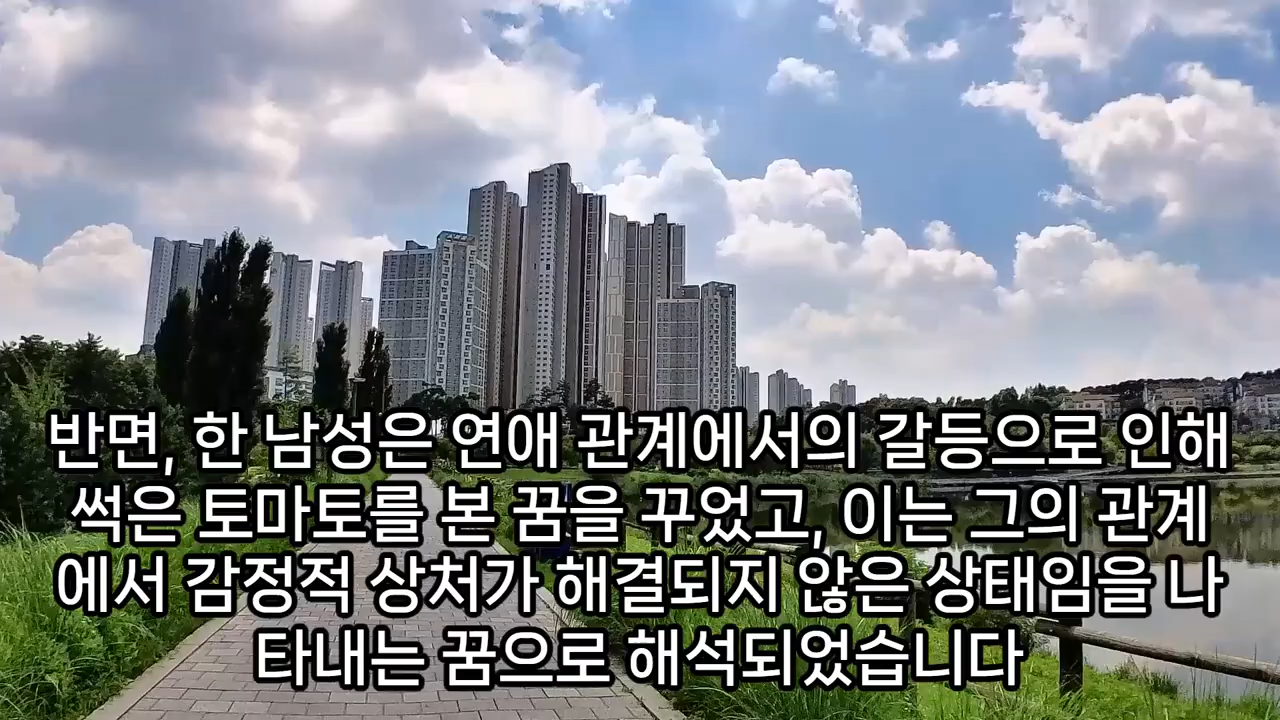 반면, 한 남성은 연애 관계에서의 갈등으로 인해
썩은 토마토를 본 꿈을 꾸었고, 이는 그의 관계
에서 감정적 상처가 해결되지 않은 상태임을 나
타내는 꿈으로 해석되었습니다